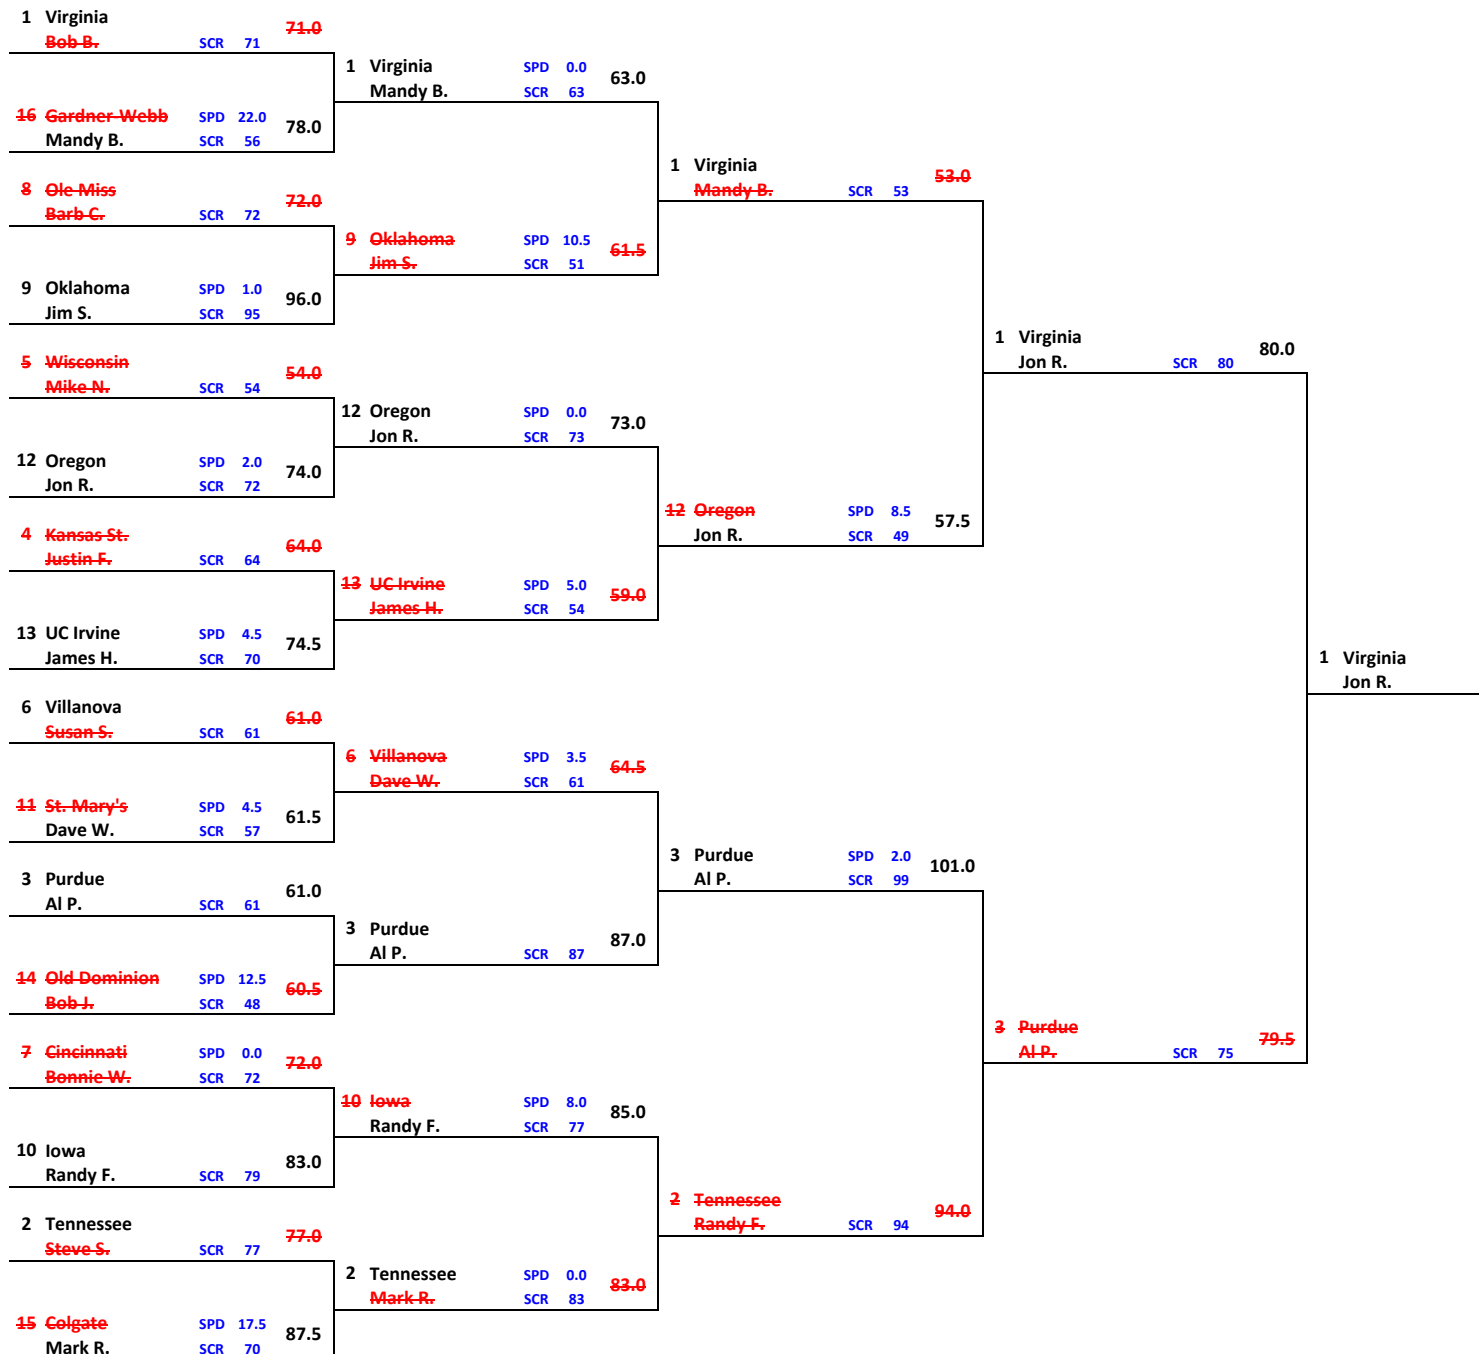 1 Virginia 71.0
Bob B. SCR 71
16 Gardner-Webb SPD 22.0 78.0
Mandy B. SCR 56
8 Ole Miss 72.0
Barb C. SCR 72
9 Oklahoma SPD 1.0 96.0
Jim S. SCR 95
5 Wisconsin 54.0
Mike N. SCR 54
12 Oregon SPD 2.0 74.0
Jon R. SCR 72
4 Kansas St. 64.0
Justin F. SCR 64
13 UC Irvine SPD 4.5 74.5
James H. SCR 70
6 Villanova 61.0
Susan S. SCR 61
11 St. Mary's SPD 4.5 61.5
Dave W. SCR 57
3 Purdue 61.0
Al P. SCR 61
14 Old Dominion SPD 12.5 60.5
Bob J. SCR 48
7 Cincinnati SPD 0.0 72.0
Bonnie W. SCR 72
10 Iowa 83.0
Randy F. SCR 79
2 Tennessee 77.0
Steve S. SCR 77
15 Colgate SPD 17.5 87.5
Mark R. SCR 70
1 Virginia SPD 0.0 63.0
Mandy B. SCR 63
9 Oklahoma SPD 10.5 61.5
Jim S. SCR 51
12 Oregon SPD 0.0 73.0
Jon R. SCR 73
13 UC Irvine SPD 5.0 59.0
James H. SCR 54
6 Villanova SPD 3.5 64.5
Dave W. SCR 61
3 Purdue 87.0
Al P. SCR 87
10 Iowa SPD 8.0 85.0
Randy F. SCR 77
2 Tennessee SPD 0.0 83.0
Mark R. SCR 83
1 Virginia 53.0
Mandy B. SCR 53
12 Oregon SPD 8.5 57.5
Jon R. SCR 49
3 Purdue SPD 2.0 101.0
Al P. SCR 99
2 Tennessee 94.0
Randy F. SCR 94
1 Virginia 80.0
Jon R. SCR 80
3 Purdue 79.5
Al P. SCR 75
1 Virginia
Jon R.